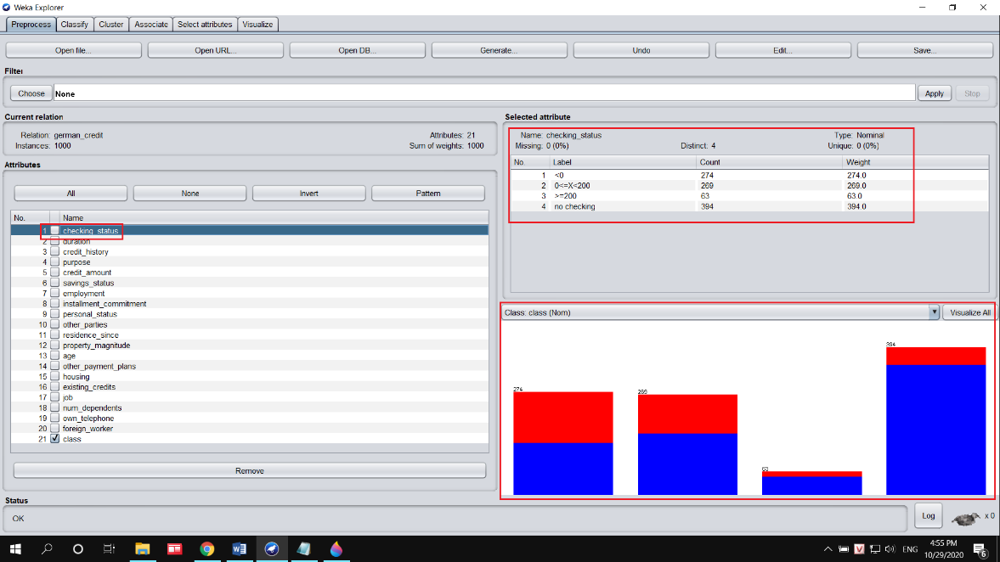 Weka Explorer
Preprocess Classify Cluster Associate Select attributes Visualize
Open file... Open URL... Open DB... Generate... Undo Edit... Save...
Filter
Choose None Apply Stop
Current relation
Relation: german_credit Attributes: 21
Instances: 1000 Sum of weights: 1000
Attributes
All None Invert Pattern
No. Name
1 checking_status
2 duration
3 credit_history
4 purpose
5 credit_amount
6 savings_status
7 employment
8 installment_commitment
9 personal_status
10 other_parties
11 residence_since
12 property_magnitude
13 age
14 other_payment_plans
15 housing
16 existing_credits
17 job
18 num_dependents
19 own_telephone
20 foreign_worker
21 class
Remove
Selected attribute
Name: checking_status Type: Nominal
Missing: 0 (0%) Distinct: 4 Unique: 0 (0%)
No. Label Count Weight
1 <0 274 274.0
2 0<=X<200 269 269.0
3 >=200 63 63.0
4 no checking 394 394.0
Class: class (Nom) Visualize All
274 269 63 394
Status
OK Log x 0
ENG 4:55 PM
10/29/2020 6